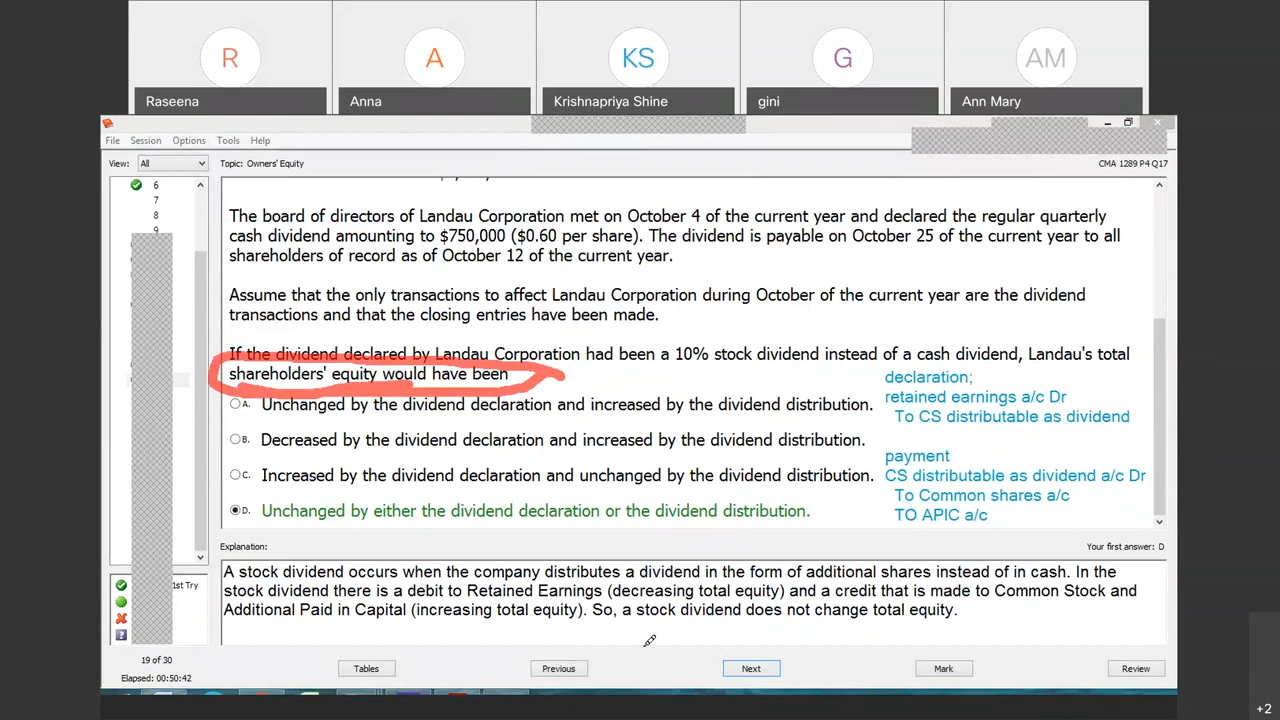 R
A
KS
G
AM
Raseena
Anna
Krishnapriya Shine
gini
Ann Mary
File Session Options Tools Help
View: All
Topic: Owners' Equity
CMA 1289 P4 Q17
6
7
8
9
The board of directors of Landau Corporation met on October 4 of the current year and declared the regular quarterly
cash dividend amounting to $750,000 ($0.60 per share). The dividend is payable on October 25 of the current year to all
shareholders of record as of October 12 of the current year.
Assume that the only transactions to affect Landau Corporation during October of the current year are the dividend
transactions and that the closing entries have been made.
If the dividend declared by Landau Corporation had been a 10% stock dividend instead of a cash dividend, Landau's total
shareholders' equity would have been
A. Unchanged by the dividend declaration and increased by the dividend distribution.
B. Decreased by the dividend declaration and increased by the dividend distribution.
C. Increased by the dividend declaration and unchanged by the dividend distribution.
D. Unchanged by either the dividend declaration or the dividend distribution.
declaration;
retained earnings a/c Dr
To CS distributable as dividend
payment
CS distributable as dividend a/c Dr
To Common shares a/c
TO APIC a/c
Explanation:
Your first answer: D
A stock dividend occurs when the company distributes a dividend in the form of additional shares instead of in cash. In the
stock dividend there is a debit to Retained Earnings (decreasing total equity) and a credit that is made to Common Stock and
Additional Paid in Capital (increasing total equity). So, a stock dividend does not change total equity.
1st Try
19 of 30
Elapsed: 00:50:42
Tables
Previous
Next
Mark
Review
+2